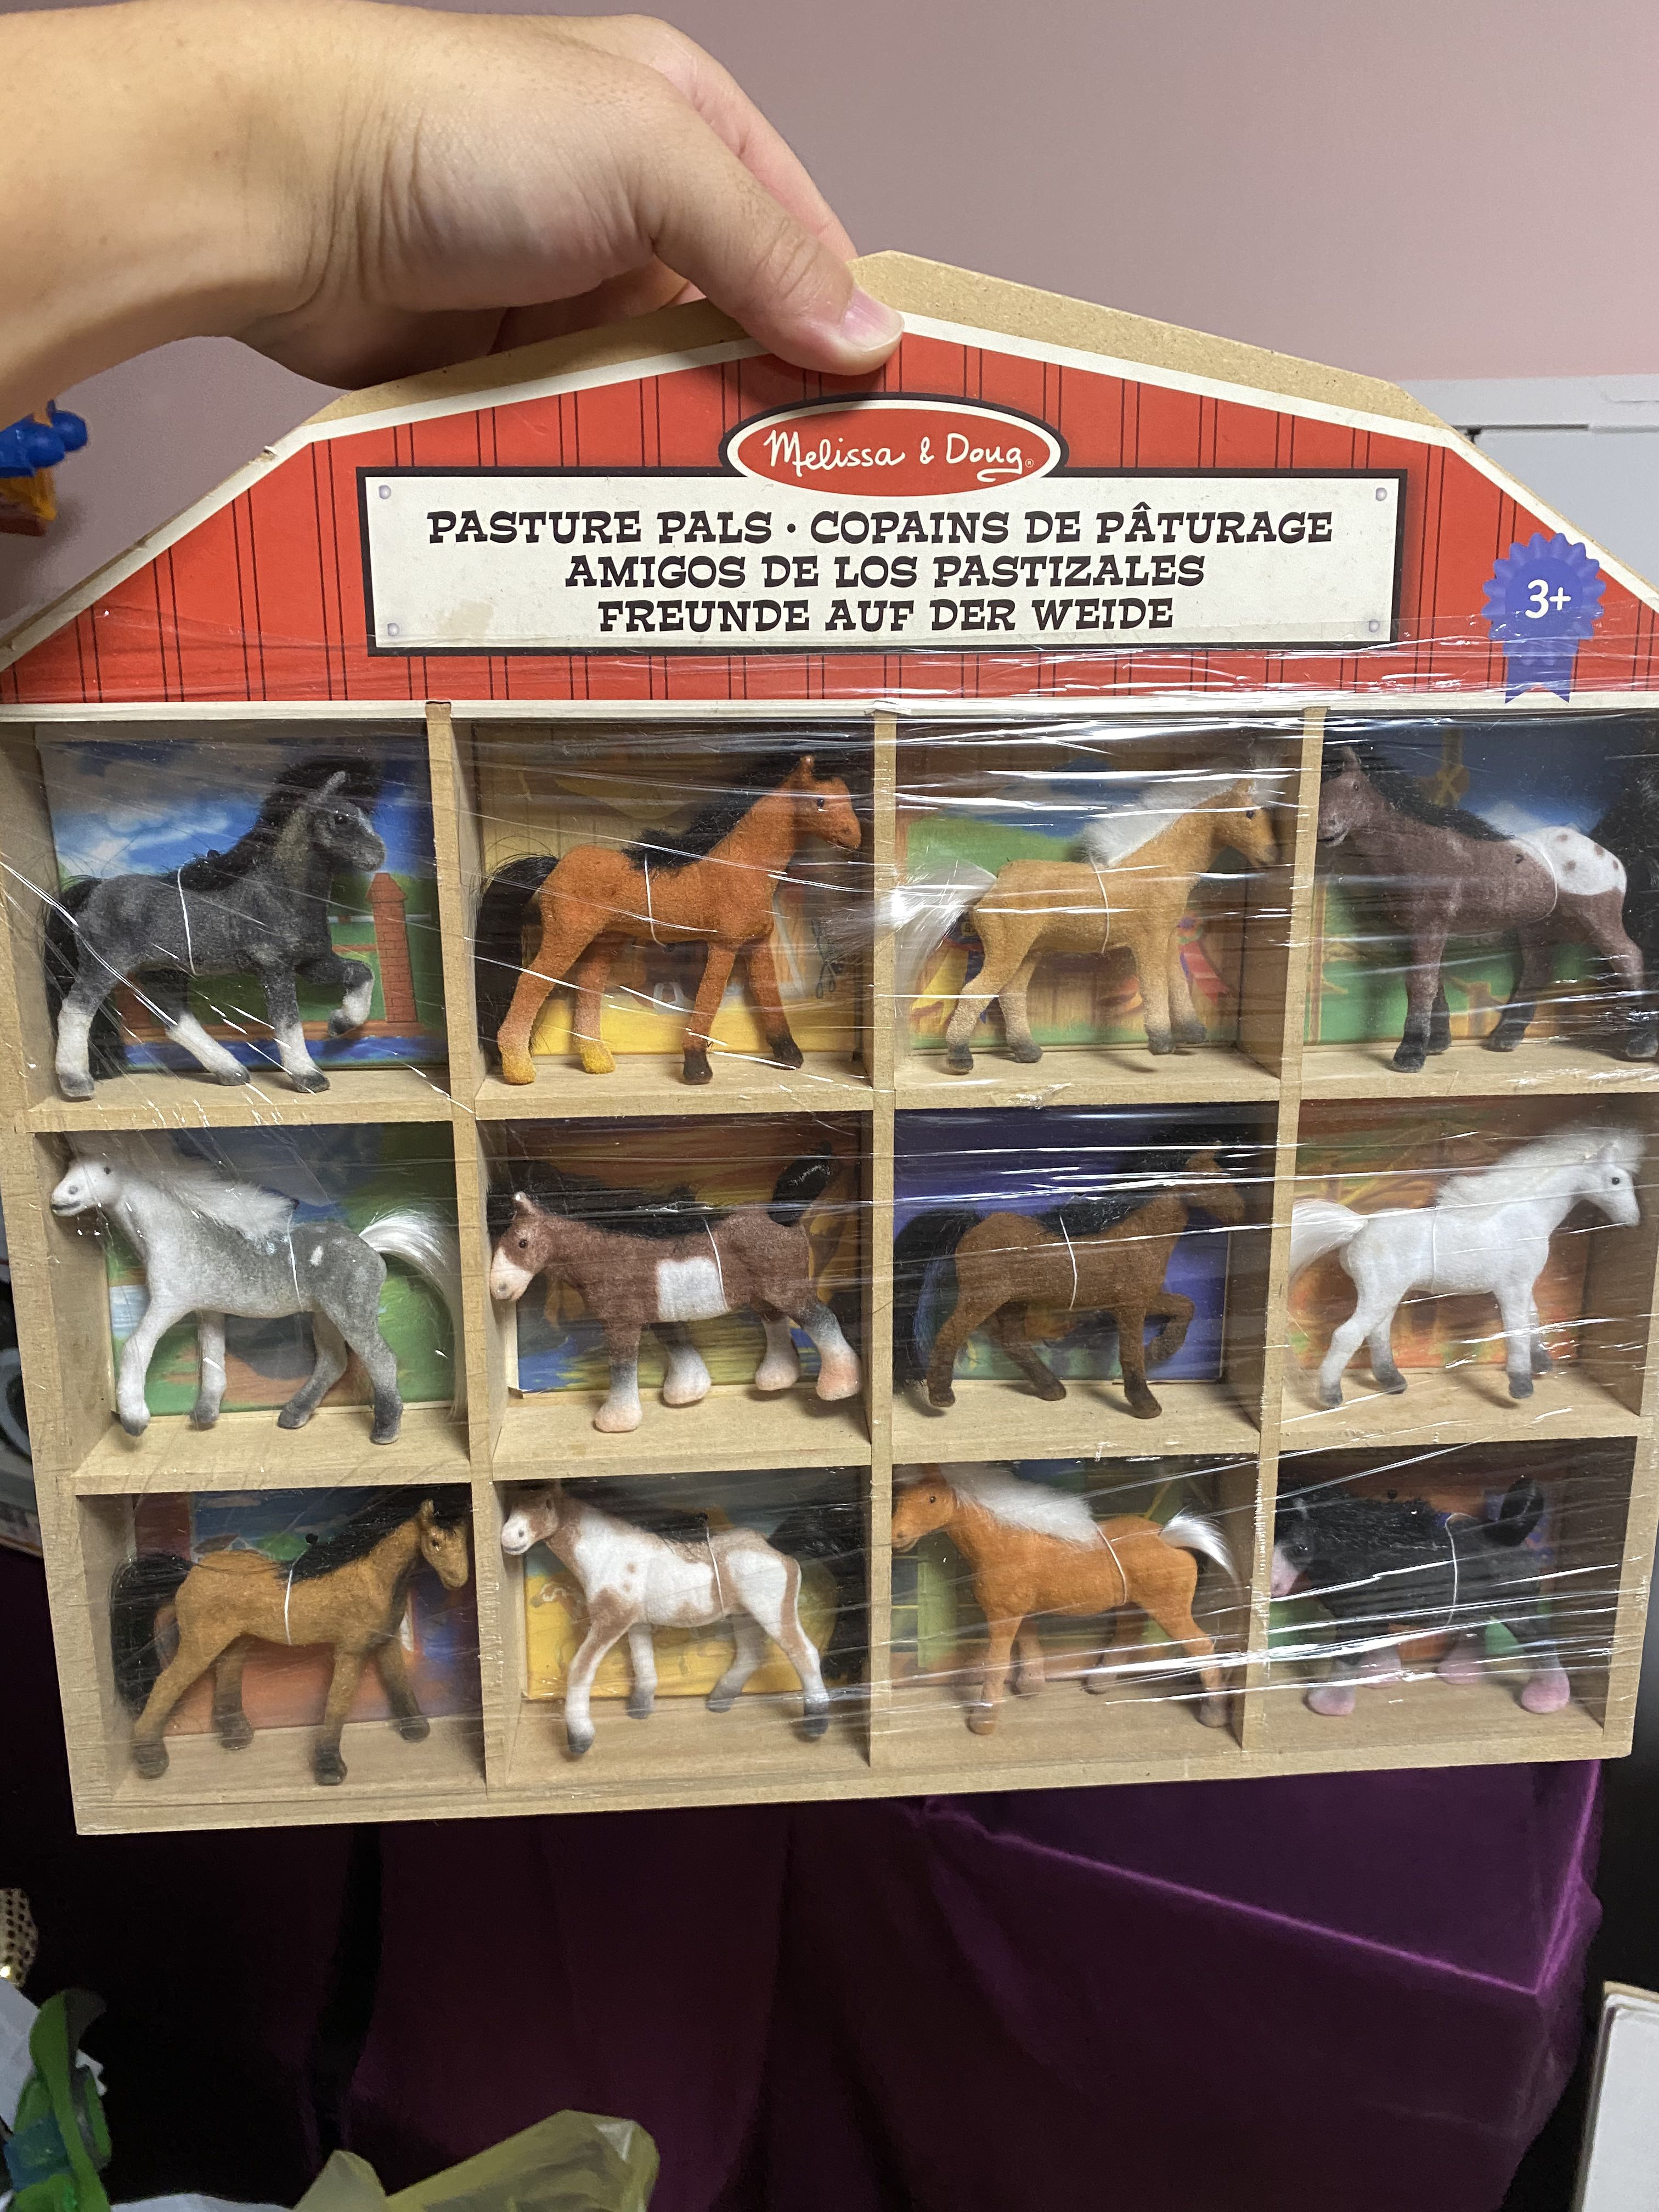 Melissa & Doug®
PASTURE PALS • COPAINS DE PÂTURAGE
AMIGOS DE LOS PASTIZALES
FREUNDE AUF DER WEIDE
3+